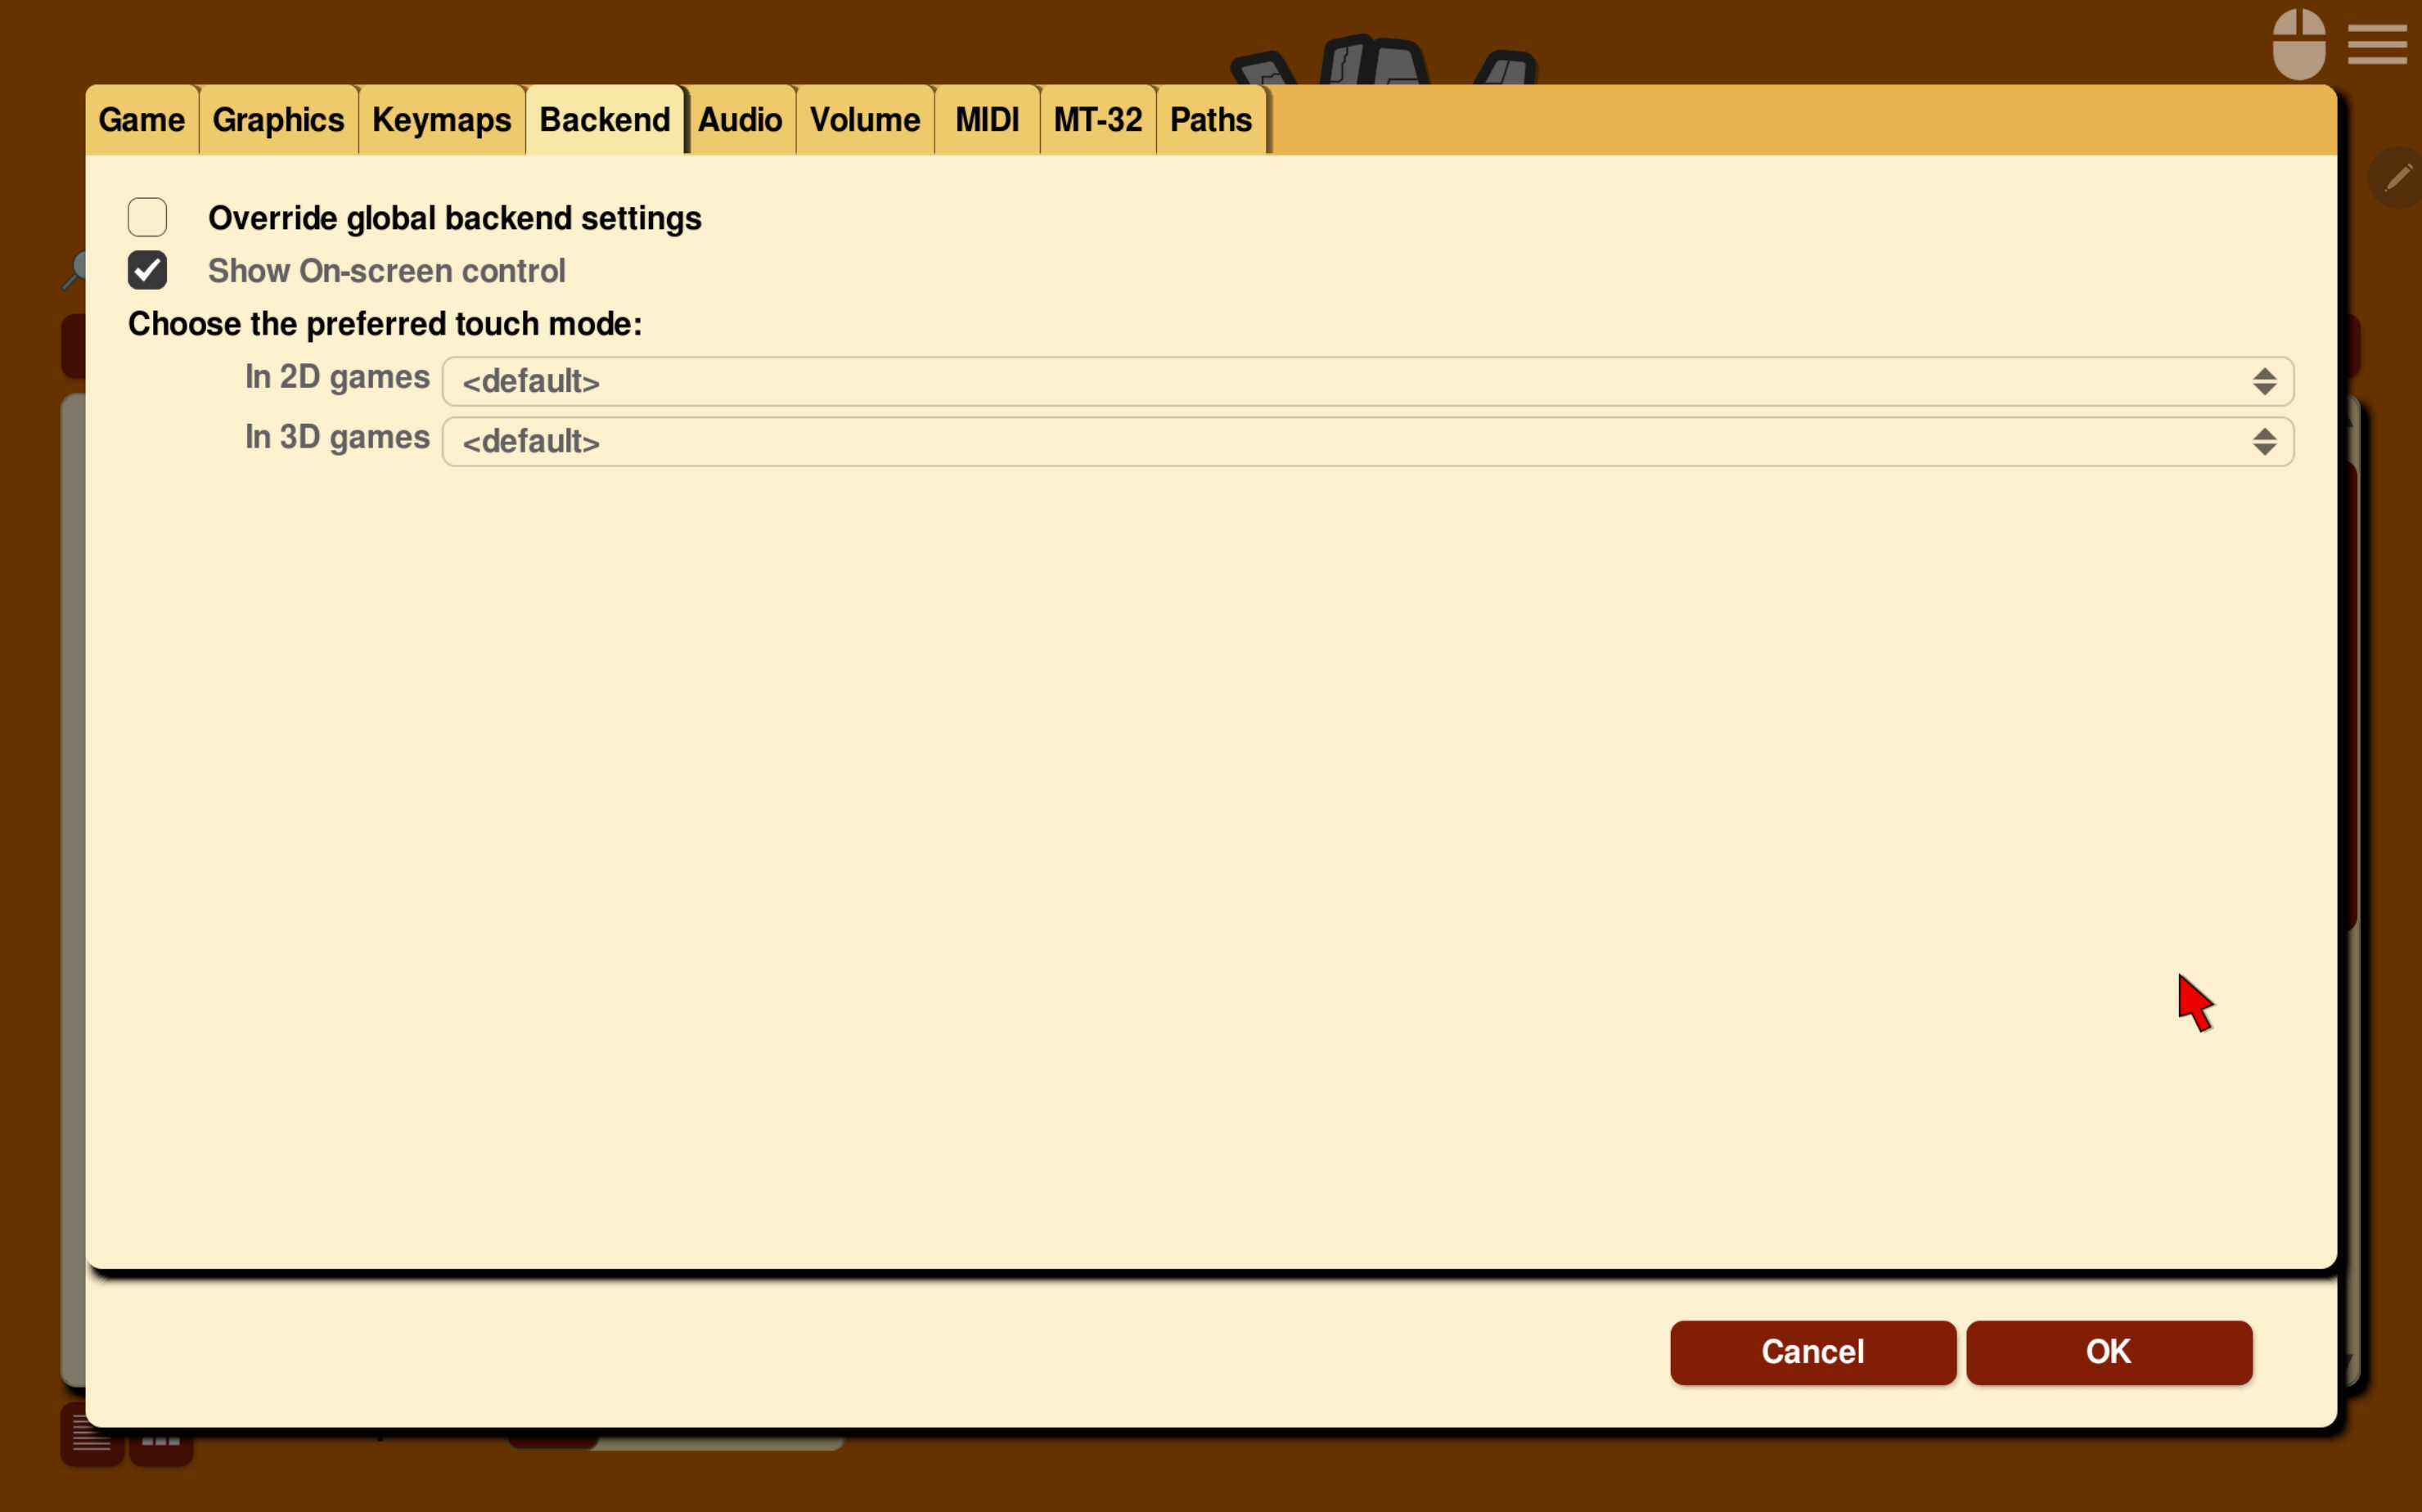 Game Graphics Keymaps Backend Audio Volume MIDI MT-32 Paths
Override global backend settings
Show On-screen control
Choose the preferred touch mode:
In 2D games <default>
In 3D games <default>
Cancel OK